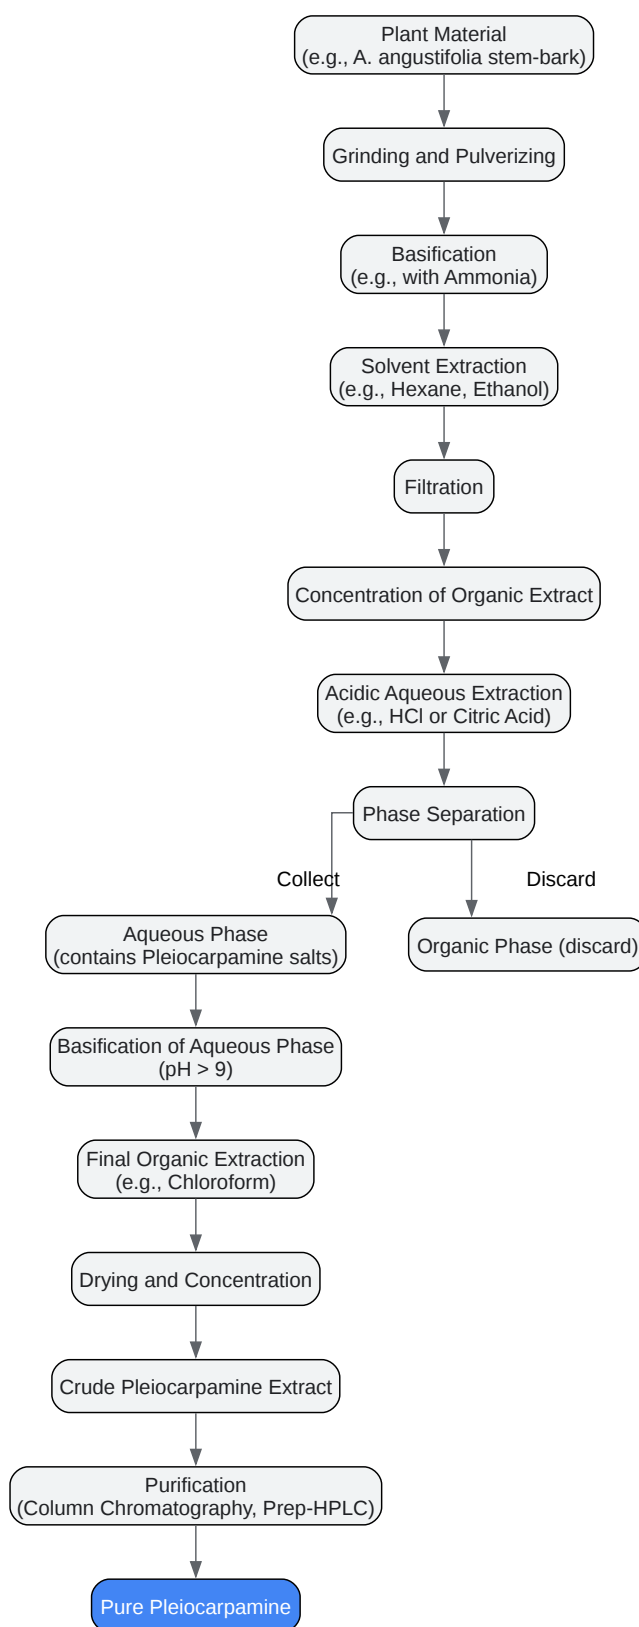 Plant Material
(e.g., A. angustifolia stem-bark)
Grinding and Pulverizing
Basification
(e.g., with Ammonia)
Solvent Extraction
(e.g., Hexane, Ethanol)
Filtration
Concentration of Organic Extract
Acidic Aqueous Extraction
(e.g., HCl or Citric Acid)
Phase Separation
Collect
Discard
Aqueous Phase
(contains Pleiocarpamine salts)
Organic Phase (discard)
Basification of Aqueous Phase
(pH > 9)
Final Organic Extraction
(e.g., Chloroform)
Drying and Concentration
Crude Pleiocarpamine Extract
Purification
(Column Chromatography, Prep-HPLC)
Pure Pleiocarpamine